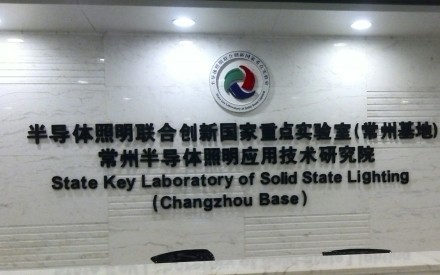 半导体照明联合创新国家重点实验室(常州基地)
常州半导体照明应用技术研究院
State Key Laboratory of Solid State Lighting
(Changzhou Base)